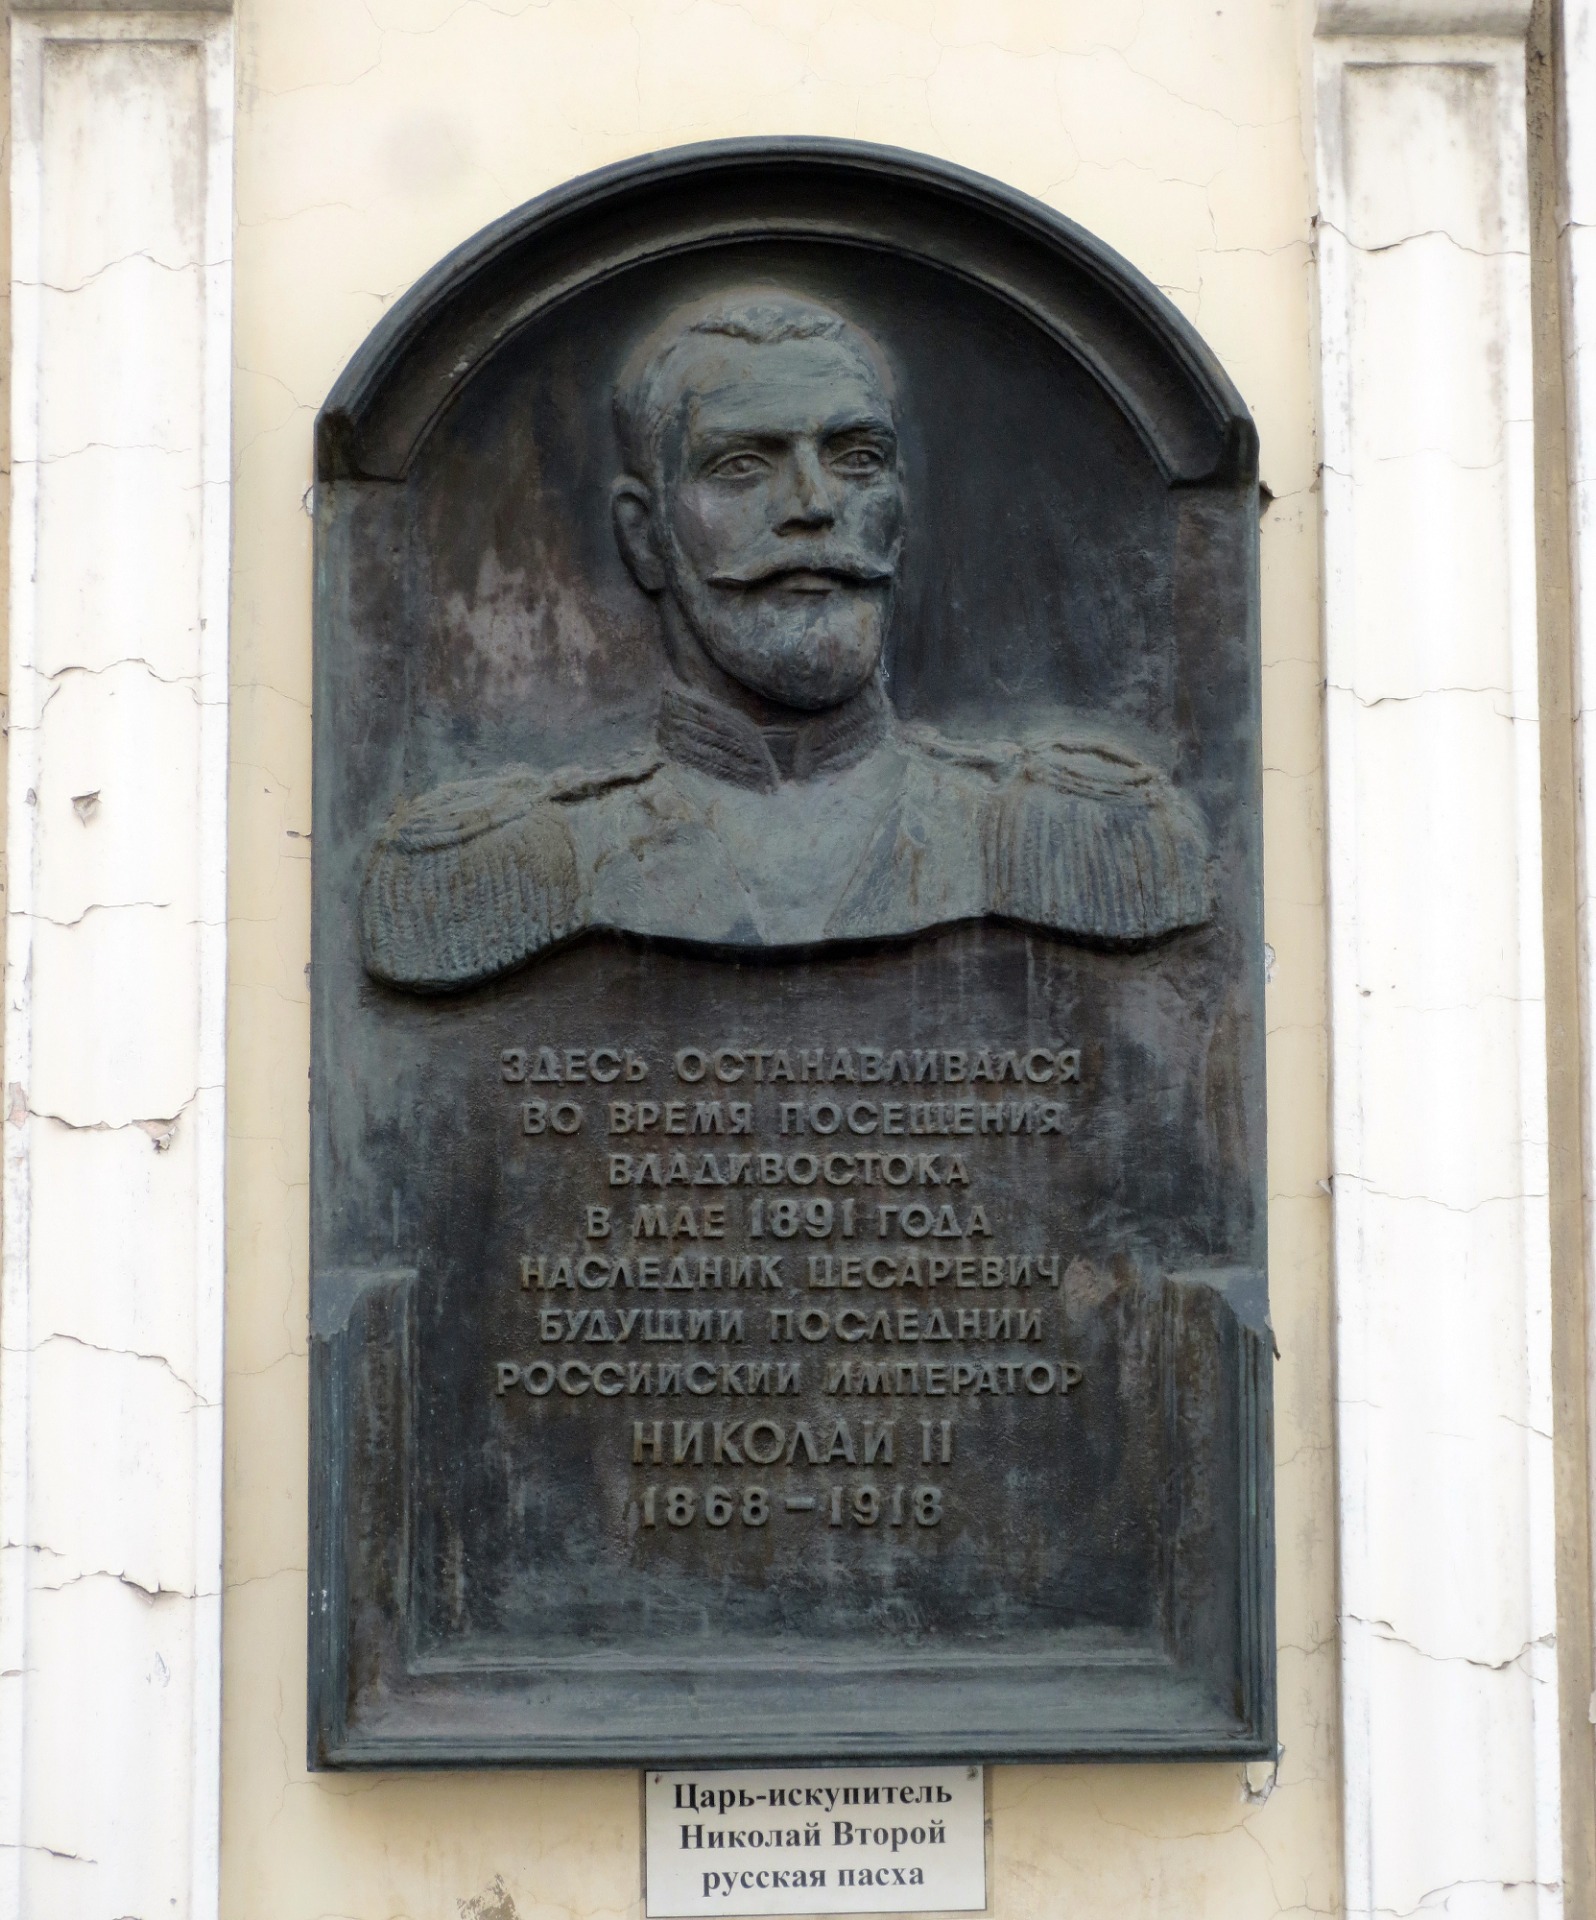 ЗДЕСЬ ОСТАНАВЛИВАЛСЯ
ВО ВРЕМЯ ПОСЕЩЕНИЯ
ВЛАДИВОСТОКА
В МАЕ 1891 ГОДА
НАСЛЕДНИК ЦЕСАРЕВИЧ
БУДУЩИЙ ПОСЛЕДНИЙ
РОССИЙСКИЙ ИМПЕРАТОР
НИКОЛАЙ II
1868-1918
Царь-искупитель
Николай Второй
русская пасха